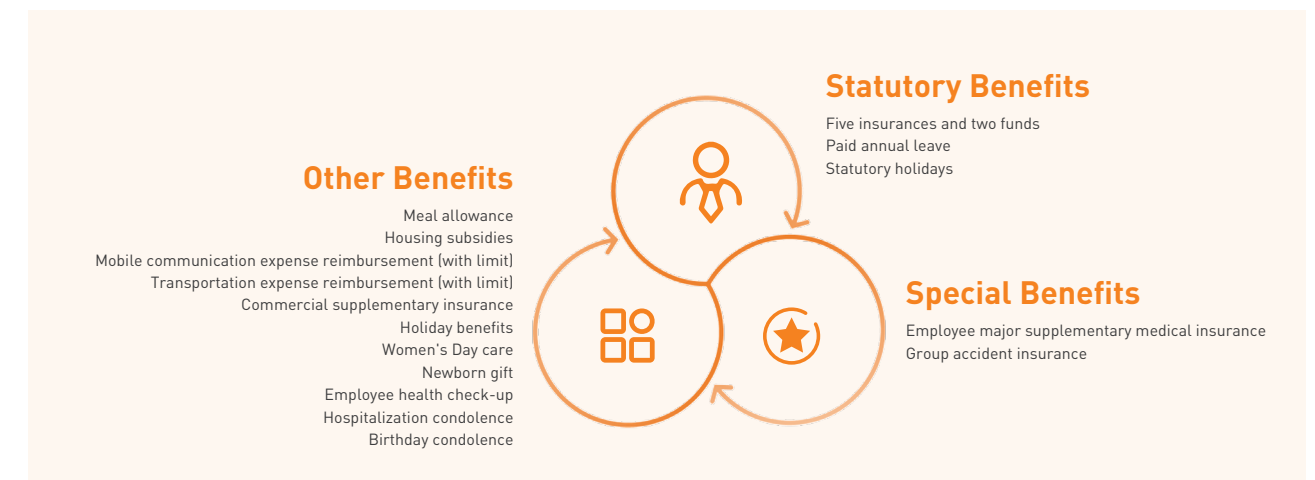 Statutory Benefits
Five insurances and two funds
Paid annual leave
Statutory holidays
Other Benefits
Meal allowance
Housing subsidies
Mobile communication expense reimbursement (with limit)
Transportation expense reimbursement (with limit)
Commercial supplementary insurance
Holiday benefits
Women's Day care
Newborn gift
Employee health check-up
Hospitalization condolence
Birthday condolence
Special Benefits
Employee major supplementary medical insurance
Group accident insurance